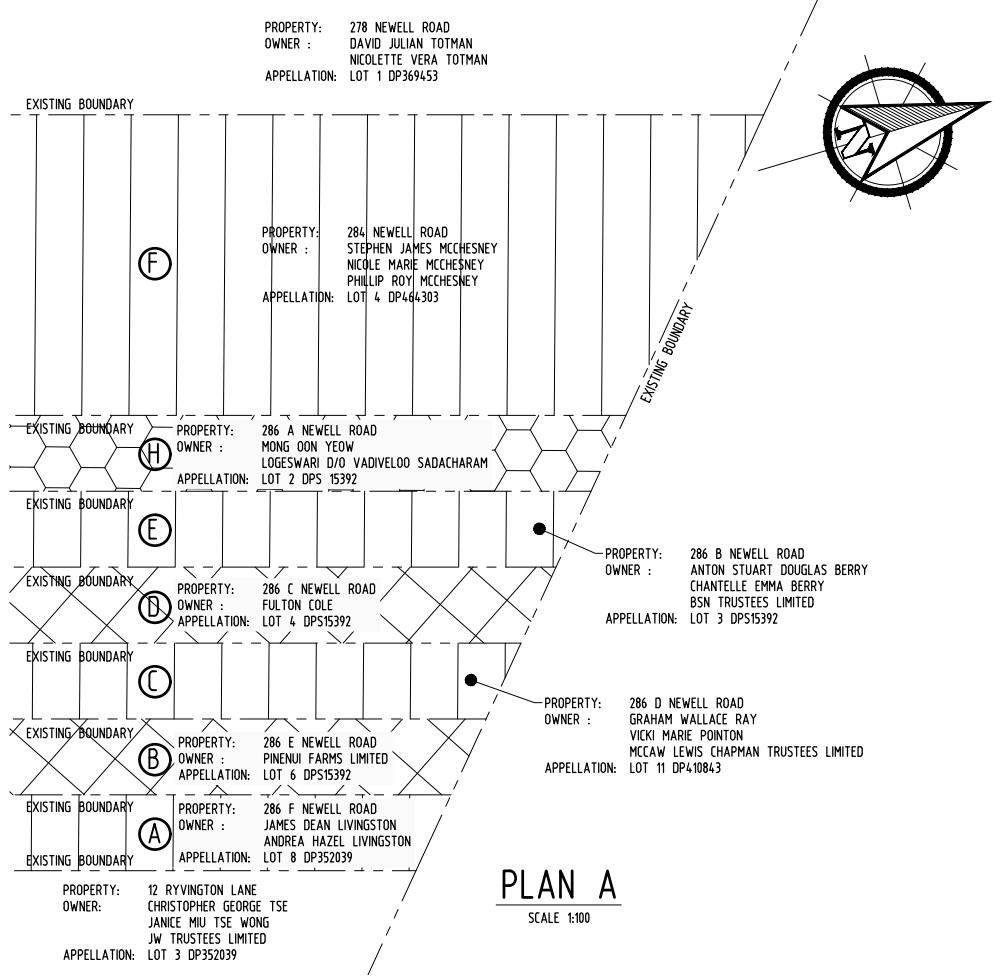 PROPERTY: 278 NEWELL ROAD
OWNER : DAVID JULIAN TOTMAN
NICOLETTE VERA TOTMAN
APPELLATION: LOT 1 DP369453
EXISTING BOUNDARY
PROPERTY: 284 NEWELL ROAD
OWNER : STEPHEN JAMES MCCHESNEY
NICOLE MARIE MCCHESNEY
PHILLIP ROY MCCHESNEY
APPELLATION: LOT 4 DP464303
F
EXISTING BOUNDARY
EXISTING BOUNDARY
H
PROPERTY: 286 A NEWELL ROAD
OWNER : MONG OON YEOW
LOGESWARI D/O VADIVELOO SADACHARAM
APPELLATION: LOT 2 DPS 15392
EXISTING BOUNDARY
E
PROPERTY: 286 B NEWELL ROAD
OWNER : ANTON STUART DOUGLAS BERRY
CHANTELLE EMMA BERRY
BSN TRUSTEES LIMITED
APPELLATION: LOT 3 DPS15392
EXISTING BOUNDARY
D
PROPERTY: 286 C NEWELL ROAD
OWNER : FULTON COLE
APPELLATION: LOT 4 DPS15392
EXISTING BOUNDARY
C
PROPERTY: 286 D NEWELL ROAD
OWNER : GRAHAM WALLACE RAY
VICKI MARIE POINTON
MCCAW LEWIS CHAPMAN TRUSTEES LIMITED
APPELLATION: LOT 11 DP410843
EXISTING BOUNDARY
B
PROPERTY: 286 E NEWELL ROAD
OWNER : PINENUI FARMS LIMITED
APPELLATION: LOT 6 DPS15392
EXISTING BOUNDARY
A
PROPERTY: 286 F NEWELL ROAD
OWNER : JAMES DEAN LIVINGSTON
ANDREA HAZEL LIVINGSTON
APPELLATION: LOT 8 DP352039
EXISTING BOUNDARY
PROPERTY: 12 RYVINGTON LANE
OWNER: CHRISTOPHER GEORGE TSE
JANICE MIU TSE WONG
JW TRUSTEES LIMITED
APPELLATION: LOT 3 DP352039
PLAN A
SCALE 1:100
N